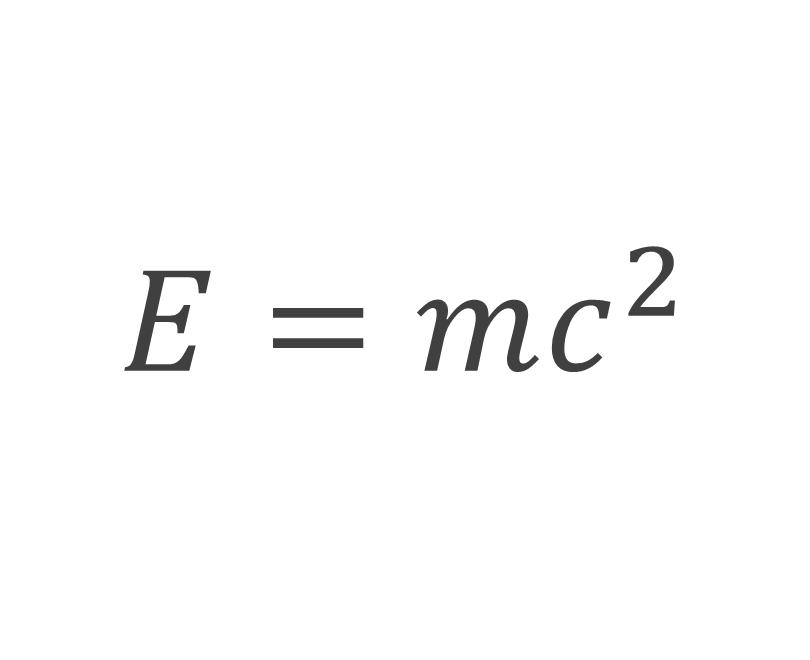 E = mc²